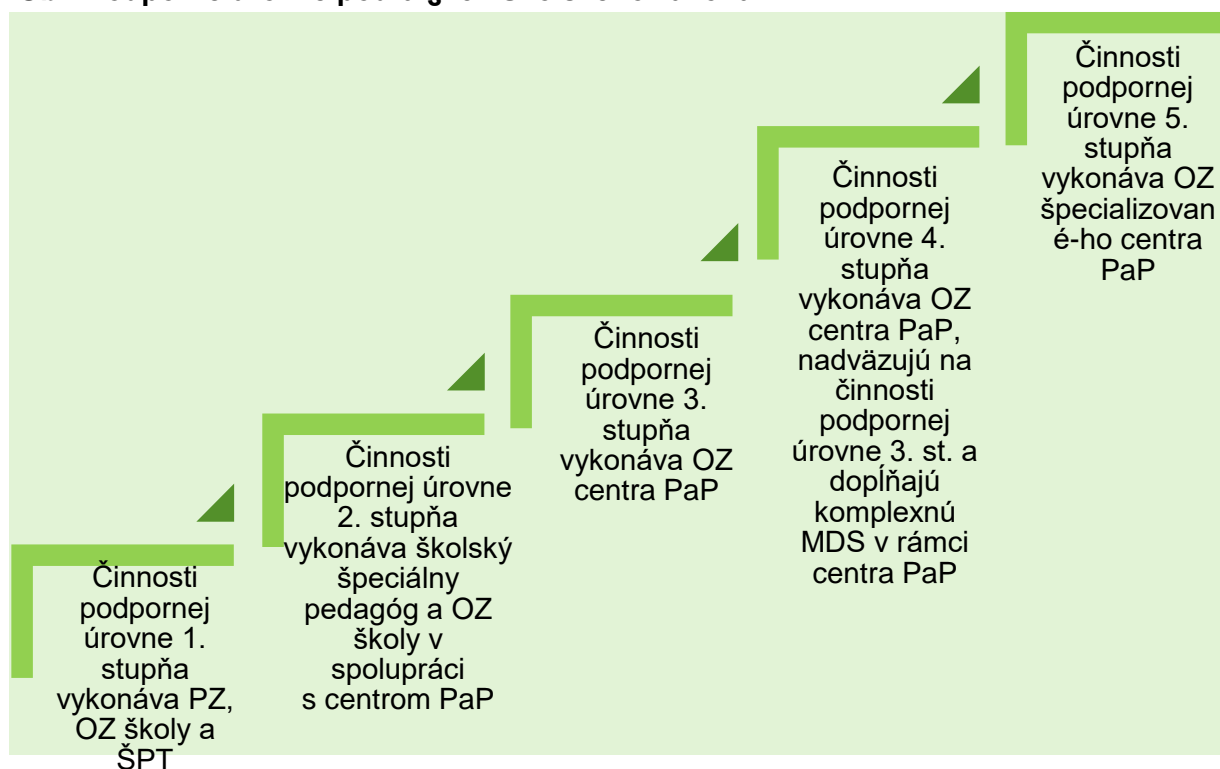 Činnosti
podpornej
úrovne 1.
stupňa
vykonáva PZ,
OZ školy a
ŠPT
Činnosti
podpornej úrovne
2. stupňa
vykonáva školský
špeciálny
pedagóg a OZ
školy v
spolupráci
s centrom PaP
Činnosti
podpornej
úrovne 3.
stupňa
vykonáva OZ
centra PaP
Činnosti
podpornej
úrovne 4.
stupňa
vykonáva OZ
centra PaP,
nadväzujú na
činnosti
podpornej
úrovne 3. st. a
dopĺňajú
komplexnú
MDS v rámci
centra PaP
Činnosti
podpornej
úrovne 5.
stupňa
vykonáva OZ
špecializovan
é-ho centra
PaP